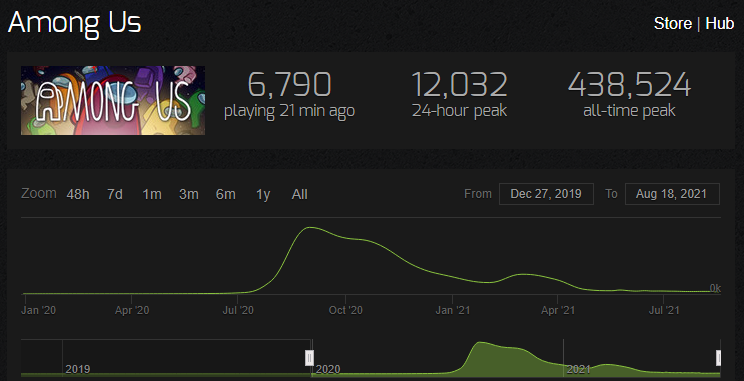 Among Us
Store | Hub
AMONG US
6,790
playing 21 min ago
12,032
24-hour peak
438,524
all-time peak
Zoom 48h 7d 1m 3m 6m 1y All
From Dec 27, 2019 To Aug 18, 2021
0k
Jan '20 Apr '20 Jul '20 Oct '20 Jan '21 Apr '21 Jul '21
2019 2020 2021